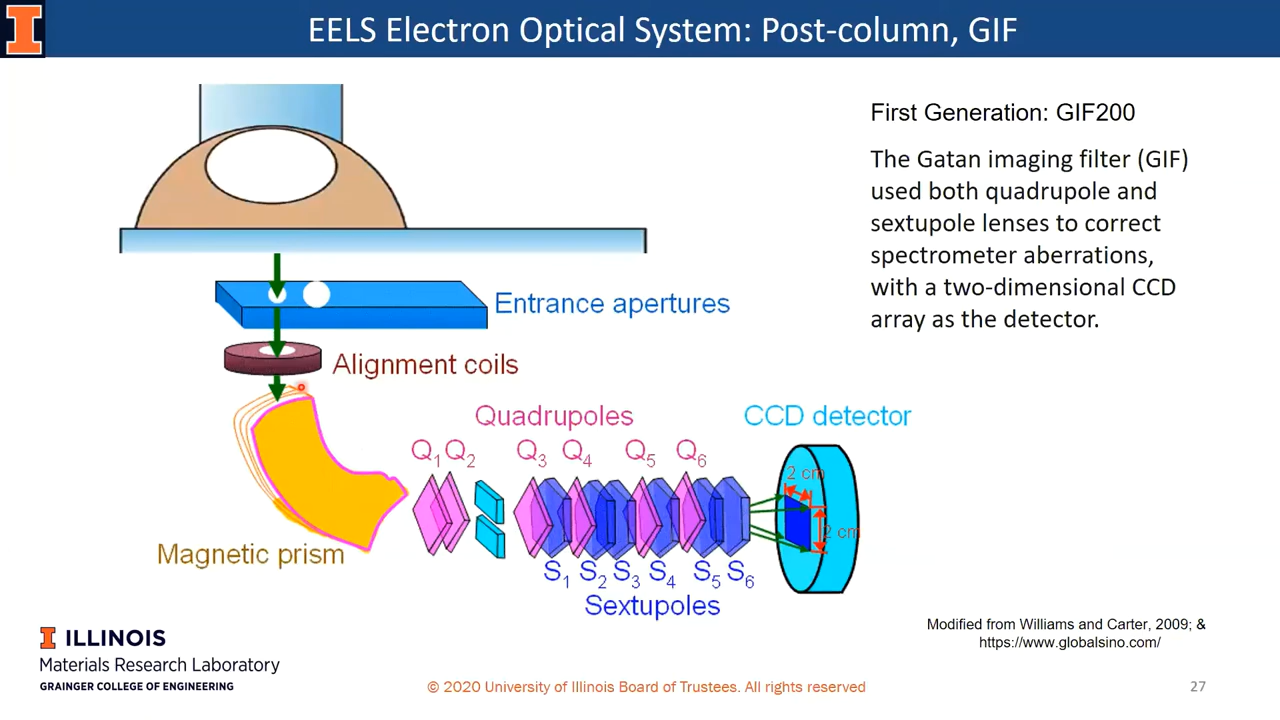 EELS Electron Optical System: Post-column, GIF
First Generation: GIF200
The Gatan imaging filter (GIF)
used both quadrupole and
sextupole lenses to correct
spectrometer aberrations,
with a two-dimensional CCD
array as the detector.
Entrance apertures
Alignment coils
Quadrupoles
CCD detector
Q1 Q2 Q3 Q4 Q5 Q6
2 cm
2 cm
Magnetic prism
S1 S2 S3 S4 S5 S6
Sextupoles
Modified from Williams and Carter, 2009; &
https://www.globalsino.com/
I ILLINOIS
Materials Research Laboratory
GRAINGER COLLEGE OF ENGINEERING
© 2020 University of Illinois Board of Trustees. All rights reserved
27